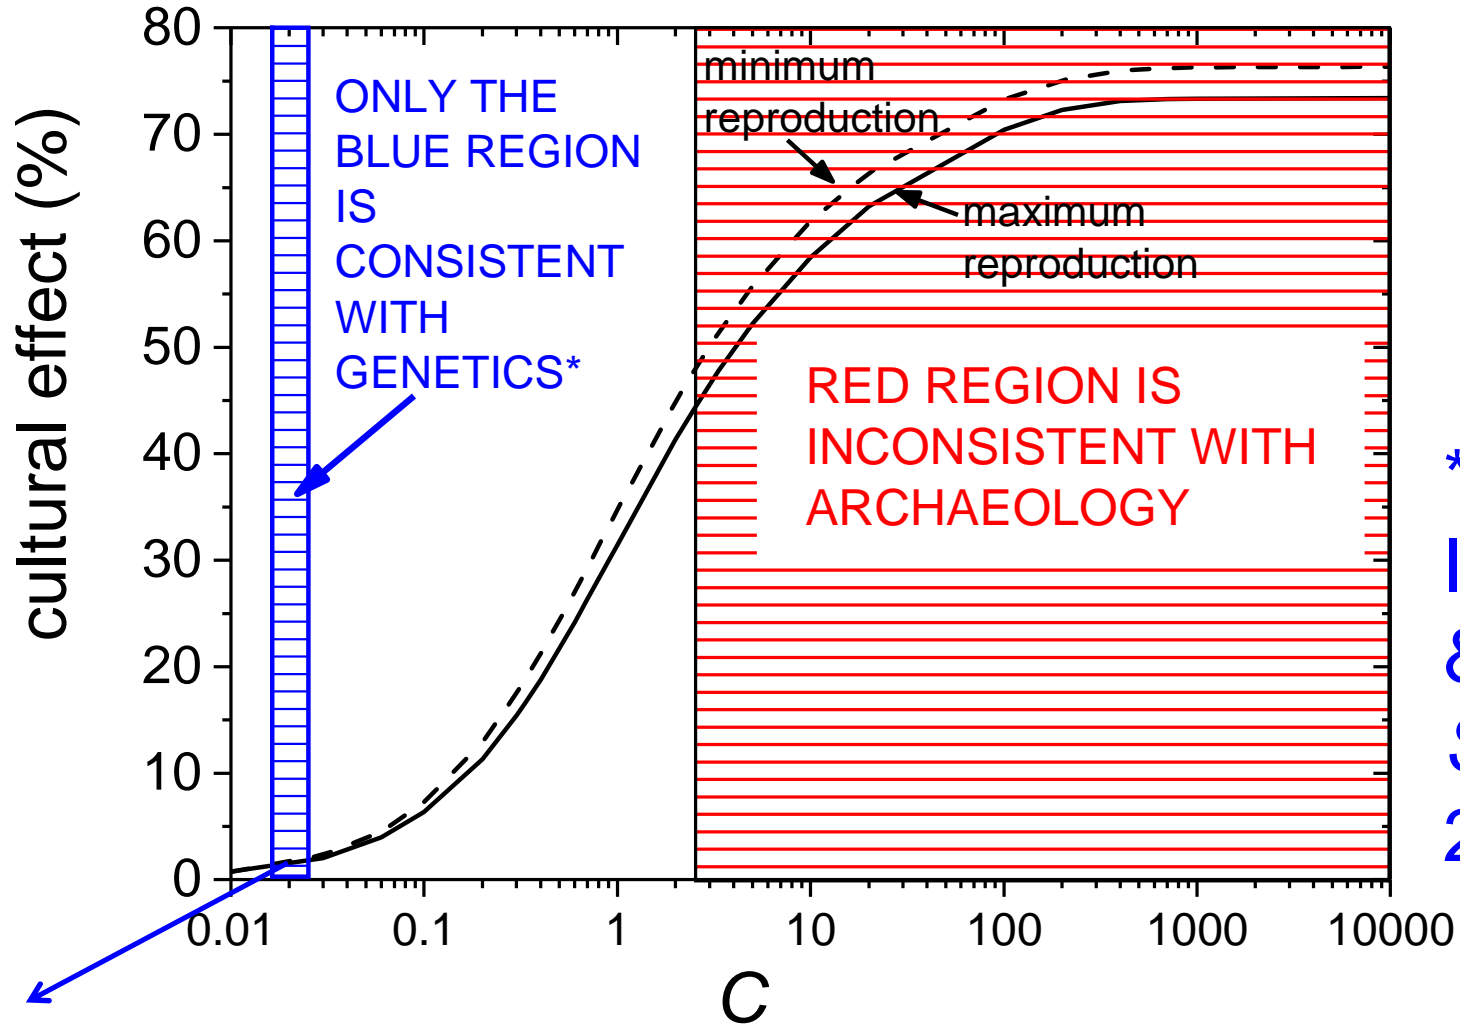 80
70
60
50
40
30
20
10
0
cultural effect (%)
ONLY THE
BLUE REGION
IS
CONSISTENT
WITH
GENETICS*
minimum
reproduction
maximum
reproduction
RED REGION IS
INCONSISTENT WITH
ARCHAEOLOGY
0.01 0.1 1 10 100 1000 10000
C
*
2